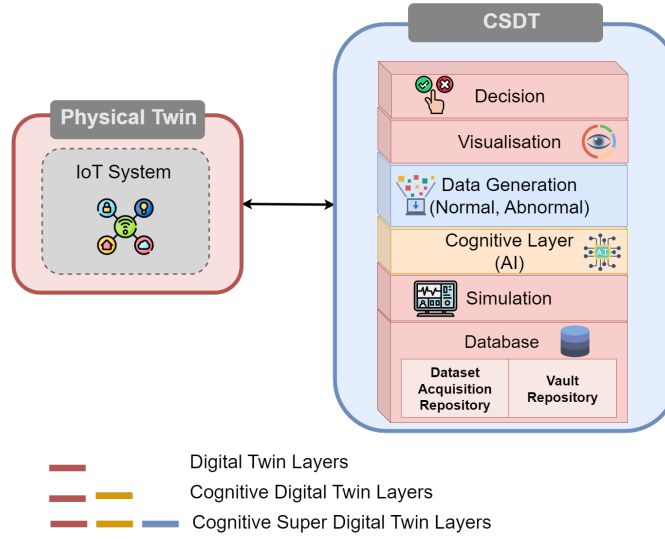 CSDT
Physical Twin
IoT System
Decision
Visualisation
Data Generation
(Normal, Abnormal)
Cognitive Layer
(AI)
AI
Simulation
Database
Dataset
Acquisition
Repository
Vault
Repository
Digital Twin Layers
Cognitive Digital Twin Layers
Cognitive Super Digital Twin Layers